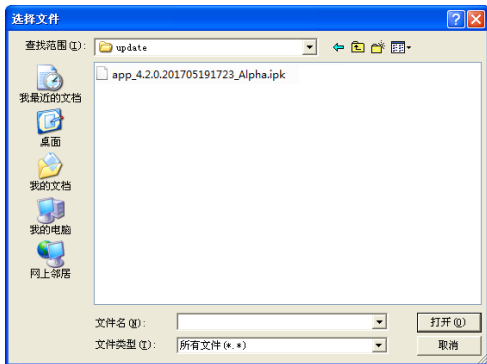 选择文件
查找范围(I): update
app_4.2.0.201705191723_Alpha.ipk
我最近的文档
桌面
我的文档
我的电脑
网上邻居
文件名(N): 打开(O)
文件类型(T): 所有文件(*.*) 取消